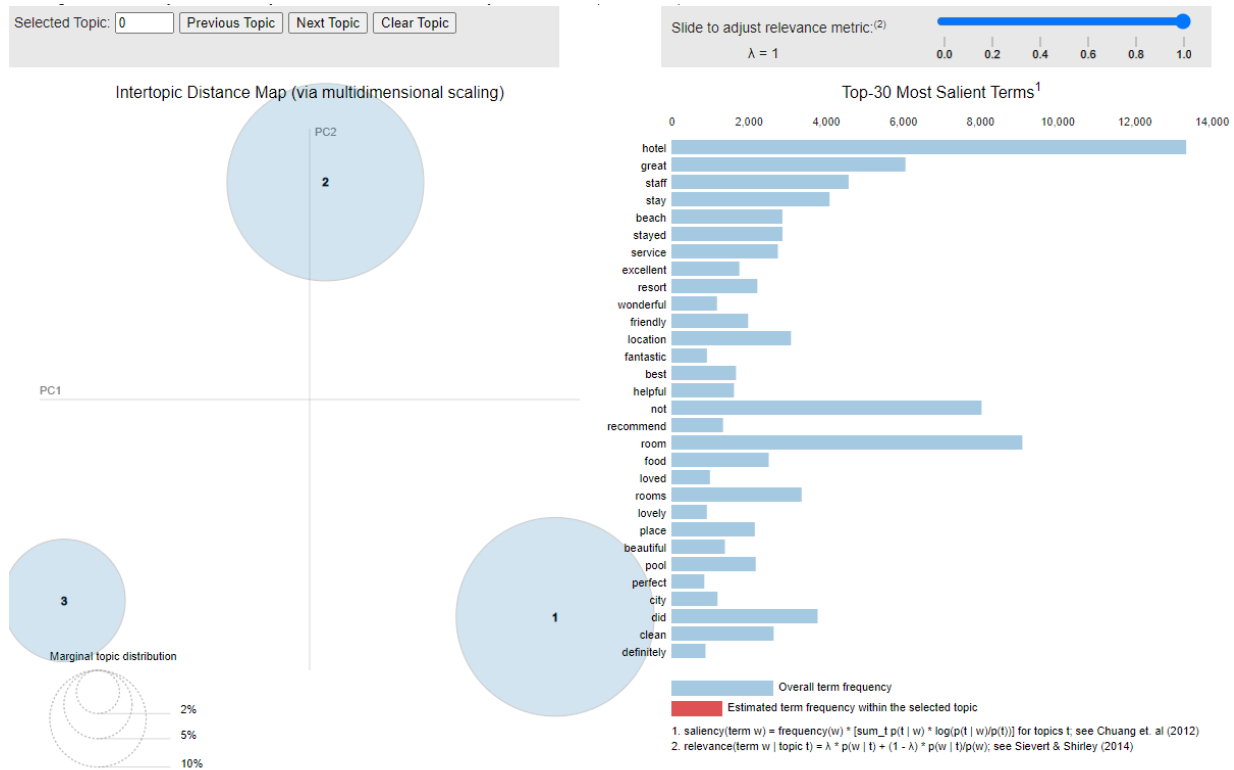 Selected Topic: 0 Previous Topic Next Topic Clear Topic
Slide to adjust relevance metric:(2)
λ = 1
0.0 0.2 0.4 0.6 0.8 1.0
Intertopic Distance Map (via multidimensional scaling)
PC2
2
PC1
3
1
Marginal topic distribution
2%
5%
10%
Top-30 Most Salient Terms1
0 2,000 4,000 6,000 8,000 10,000 12,000 14,000
hotel
great
staff
stay
beach
stayed
service
excellent
resort
wonderful
friendly
location
fantastic
best
helpful
not
recommend
room
food
loved
rooms
lovely
place
beautiful
pool
perfect
city
did
clean
definitely
Overall term frequency
Estimated term frequency within the selected topic
1. saliency(term w) = frequency(w) * [sum_t p(t | w) * log(p(t | w)/p(t))] for topics t; see Chuang et. al (2012)
2. relevance(term w | topic t) = λ * p(w | t) + (1 - λ) * p(w | t)/p(w); see Sievert & Shirley (2014)